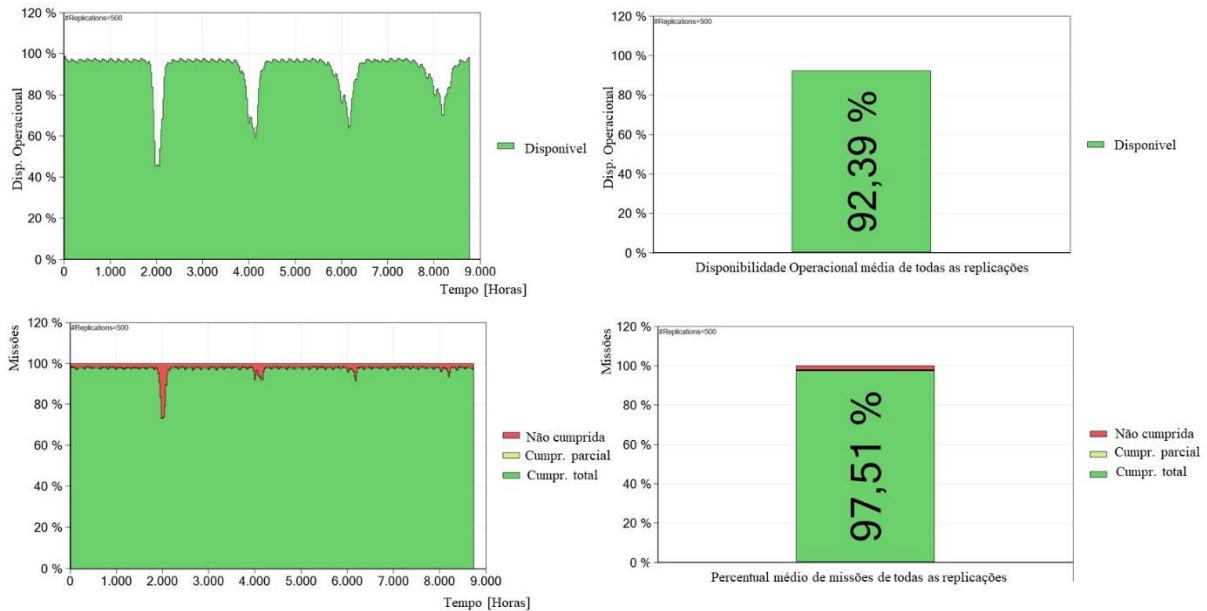 #Replications=500
120 %
100 %
80 %
60 %
40 %
20 %
0 %
Disp. Operacional
0 1.000 2.000 3.000 4.000 5.000 6.000 7.000 8.000 9.000
Tempo [Horas]
Disponível
#Replications=500
120 %
100 %
80 %
60 %
40 %
20 %
0 %
Disp. Operacional
92,39 %
Disponibilidade Operacional média de todas as replicações
Disponível
#Replications=500
120 %
100 %
80 %
60 %
40 %
20 %
0 %
Missões
0 1.000 2.000 3.000 4.000 5.000 6.000 7.000 8.000 9.000
Tempo [Horas]
Não cumprida
Cumpr. parcial
Cumpr. total
#Replications=500
120 %
100 %
80 %
60 %
40 %
20 %
0 %
Missões
97,51 %
Percentual médio de missões de todas as replicações
Não cumprida
Cumpr. parcial
Cumpr. total